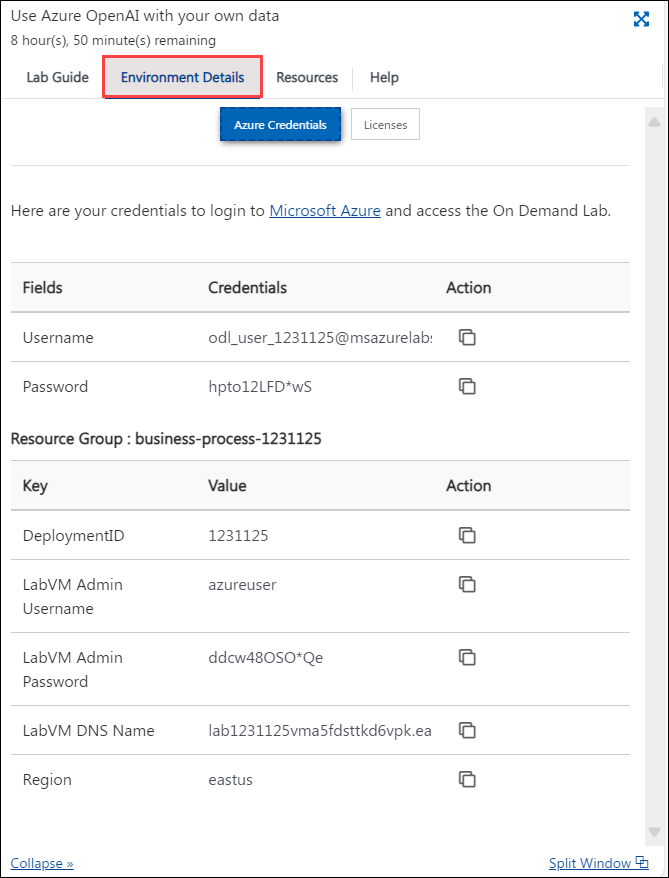 Use Azure OpenAI with your own data
8 hour(s), 50 minute(s) remaining
Lab Guide Environment Details Resources Help
Azure Credentials Licenses
Here are your credentials to login to Microsoft Azure and access the On Demand Lab.
Fields Credentials Action
Username odl_user_1231125@msazurelabs
Password hpto12LFD*wS
Resource Group : business-process-1231125
Key Value Action
DeploymentID 1231125
LabVM Admin Username azureuser
LabVM Admin Password ddcw48OSO*Qe
LabVM DNS Name lab1231125vma5fdsttkd6vpk.ea
Region eastus
Collapse » Split Window